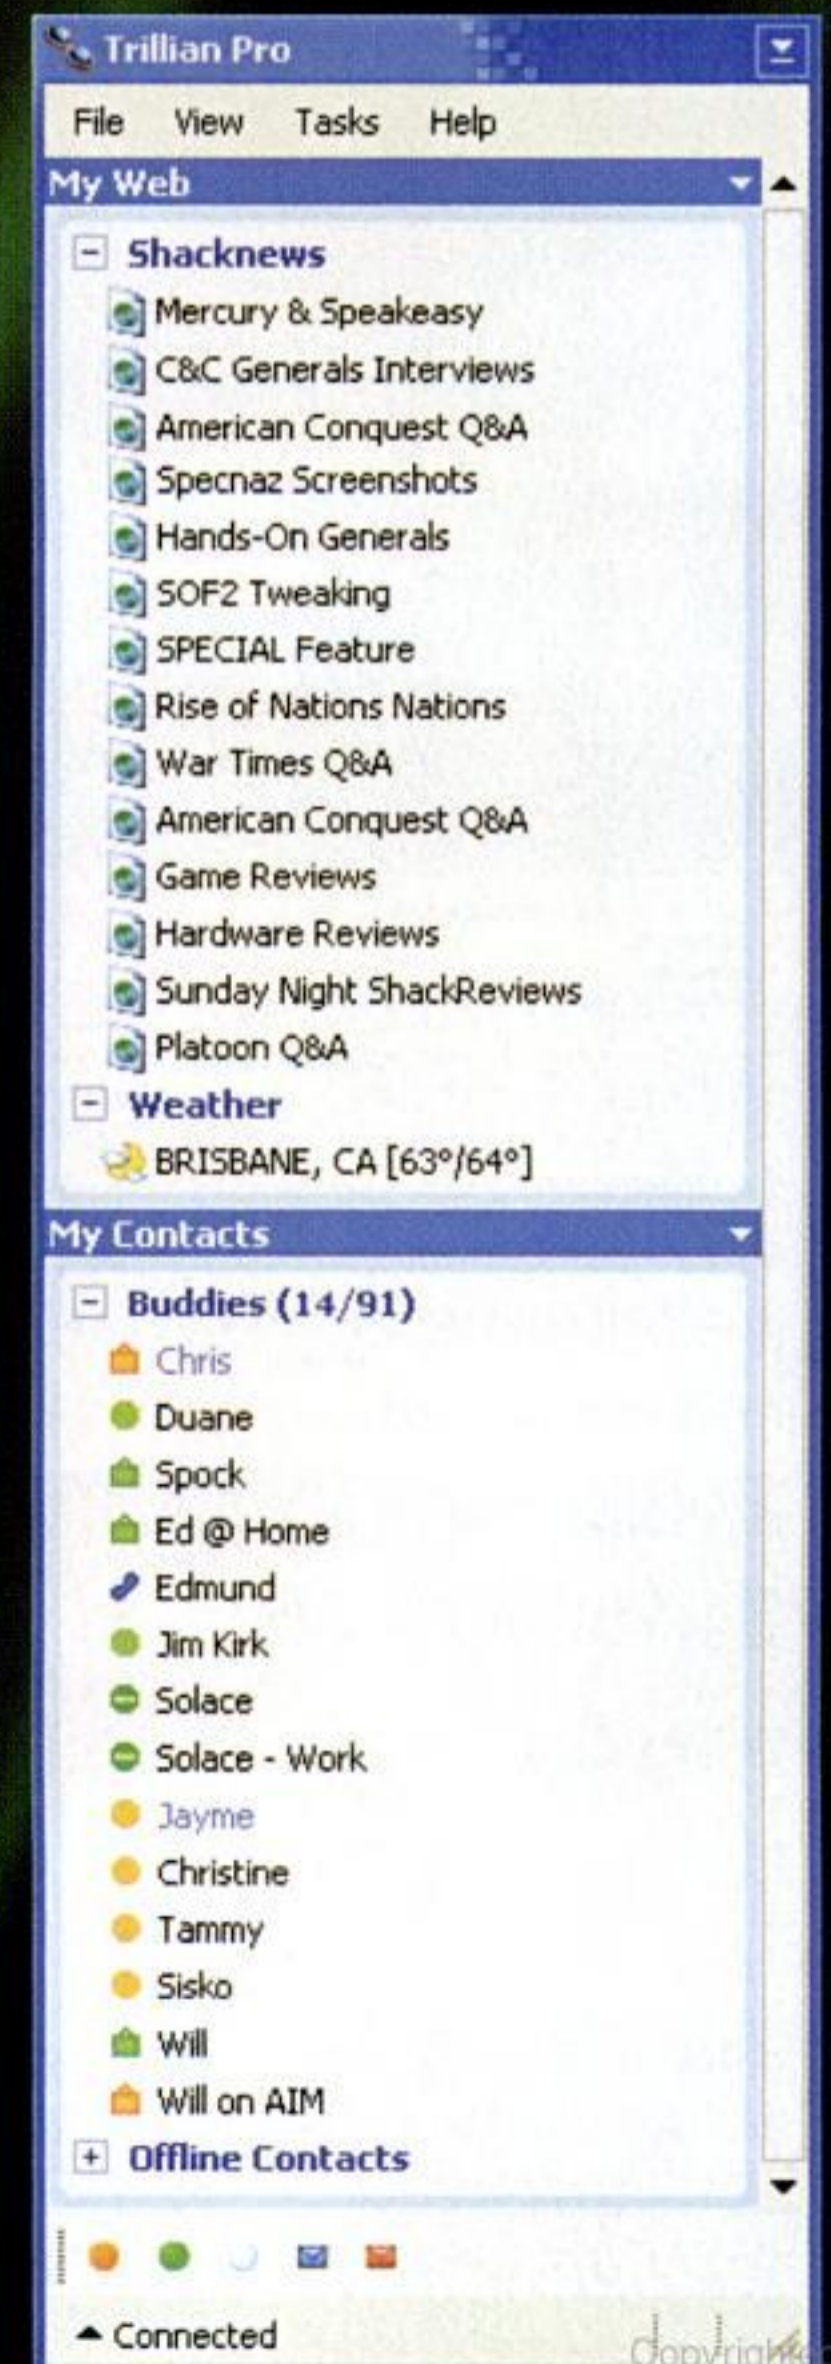 Trillian Pro
File View Tasks Help
My Web
Shacknews
Mercury & Speakeasy
C&C Generals Interviews
American Conquest Q&A
Specnaz Screenshots
Hands-On Generals
SOF2 Tweaking
SPECIAL Feature
Rise of Nations Nations
War Times Q&A
American Conquest Q&A
Game Reviews
Hardware Reviews
Sunday Night ShackReviews
Platoon Q&A
Weather
BRISBANE, CA [63°/64°]
My Contacts
Buddies (14/91)
Chris
Duane
Spock
Ed @ Home
Edmund
Jim Kirk
Solace
Solace - Work
Jayme
Christine
Tammy
Sisko
Will
Will on AIM
Offline Contacts
Connected